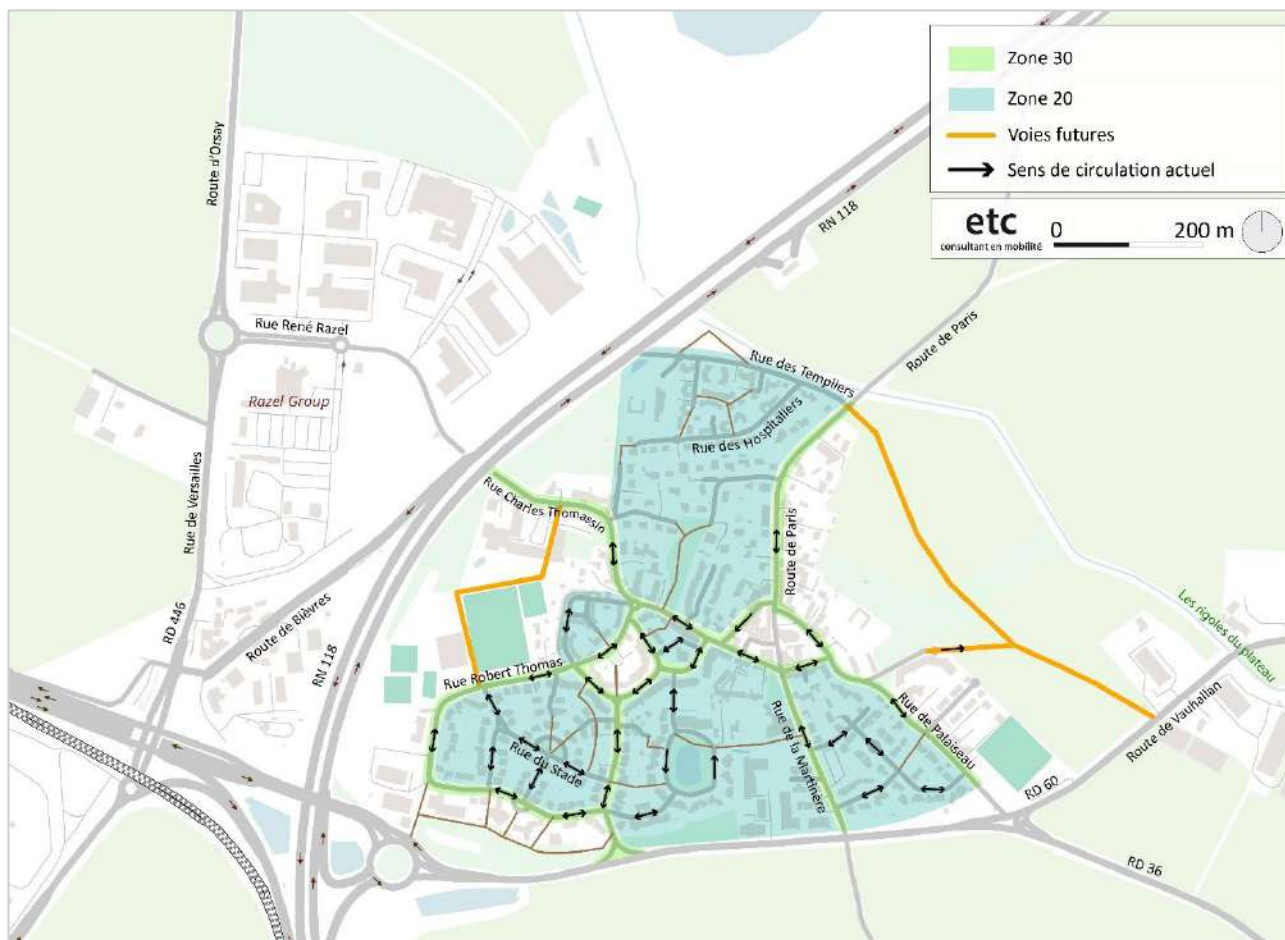 Zone 30
Zone 20
Voies futures
Sens de circulation actuel
etc
consultant en mobilité
0
200 m
Route d'Orsay
RN 118
Rue René Razel
Razel Group
Rue de Versailles
RD 446
Route de Bièvres
RN 118
Rue des Templiers
Route de Paris
Rue des Hospitaliers
Rue Charles Thomassin
Route de Paris
Rue Robert Thomas
Rue du Stade
Rue de la Martinère
Rue de Palaiseau
Les rigoles du plateau
Route de Vauhallan
RD 60
RD 36